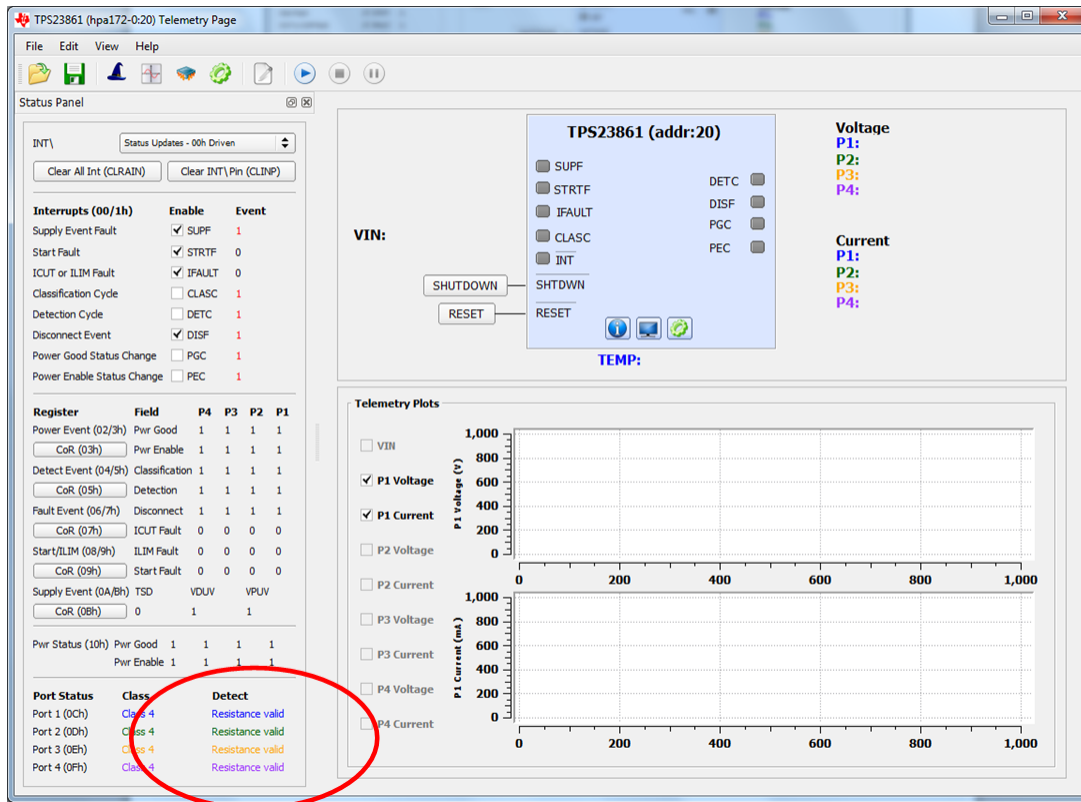 TPS23861 (hpa172-0:20) Telemetry Page
File Edit View Help
Status Panel
INT\ Status Updates - 00h Driven
Clear All Int (CLRAIN) Clear INT\ Pin (CLINP)
Interrupts (00/1h) Enable Event
Supply Event Fault SUPF 1
Start Fault STRTF 0
ICUT or ILIM Fault IFAULT 0
Classification Cycle CLASC 1
Detection Cycle DETC 1
Disconnect Event DISF 1
Power Good Status Change PGC 1
Power Enable Status Change PEC 1
Register Field P4 P3 P2 P1
Power Event (02/3h) Pwr Good 1 1 1 1
CoR (03h) Pwr Enable 1 1 1 1
Detect Event (04/5h) Classification 1 1 1 1
CoR (05h) Detection 1 1 1 1
Fault Event (06/7h) Disconnect 1 1 1 1
CoR (07h) ICUT Fault 0 0 0 0
Start/ILIM (08/9h) ILIM Fault 0 0 0 0
CoR (09h) Start Fault 0 0 0 0
Supply Event (0A/Bh) TSD VDUV VPUV
CoR (0Bh) 0 1 1
Pwr Status (10h) Pwr Good 1 1 1 1
Pwr Enable 1 1 1 1
Port Status Class Detect
Port 1 (0Ch) Class 4 Resistance valid
Port 2 (0Dh) Class 4 Resistance valid
Port 3 (0Eh) Class 4 Resistance valid
Port 4 (0Fh) Class 4 Resistance valid
VIN:
SHUTDOWN
RESET
TPS23861 (addr:20)
SUPF
STRTF
IFAULT
CLASC
INT
SHTDWN
RESET
DETC
DISF
PGC
PEC
TEMP:
Voltage
P1:
P2:
P3:
P4:
Current
P1:
P2:
P3:
P4:
Telemetry Plots
VIN
P1 Voltage
P1 Current
P2 Voltage
P2 Current
P3 Voltage
P3 Current
P4 Voltage
P4 Current
P1 Voltage (V)
1,000
800
600
400
200
0
0 200 400 600 800 1,000
P1 Current (mA)
1,000
800
600
400
200
0
0 200 400 600 800 1,000